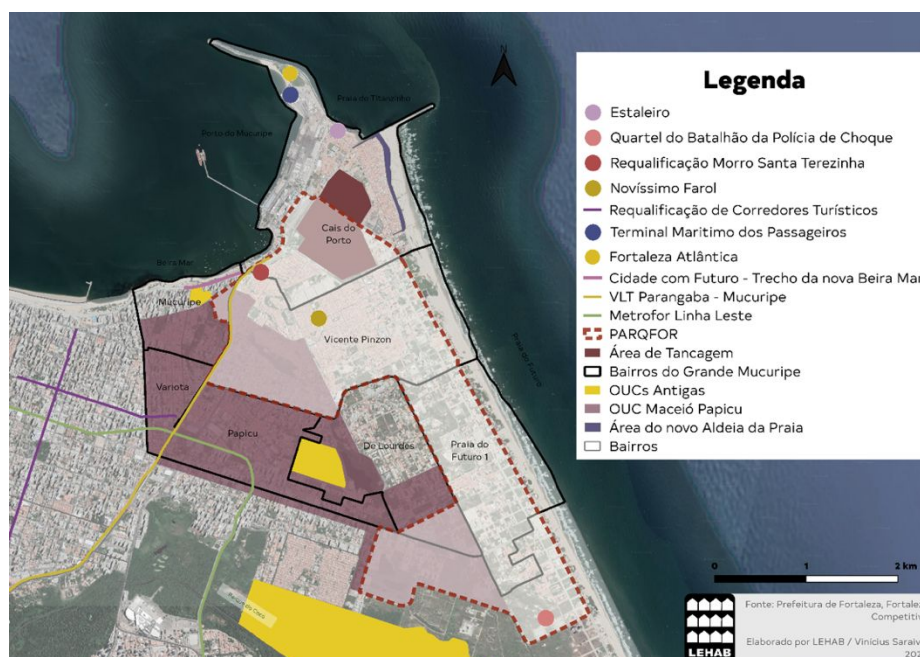 N
Praia do Titanzinho
Porto do Mucuripe
Cais do
Porto
Beira Mar
Mucuripe
Vicente Pinzon
Praia do Futuro
Variota
Papicu
De Lourdes
Praia do
Futuro 1
Legenda
Estaleiro
Quartel do Batalhão da Polícia de Choque
Requalificação Morro Santa Terezinha
Novíssimo Farol
Requalificação de Corredores Turísticos
Terminal Maritimo dos Passageiros
Fortaleza Atlântica
Cidade com Futuro - Trecho da nova Beira Mar
VLT Parangaba - Mucuripe
Metrofor Linha Leste
PARQFOR
Área de Tancagem
Bairros do Grande Mucuripe
OUCs Antigas
OUC Maceió Papicu
Área do novo Aldeia da Praia
Bairros
0 1 2 km
LEHAB
Fonte: Prefeitura de Fortaleza, Fortalez
Competitiv
Elaborado por LEHAB / Vinícius Saraiv